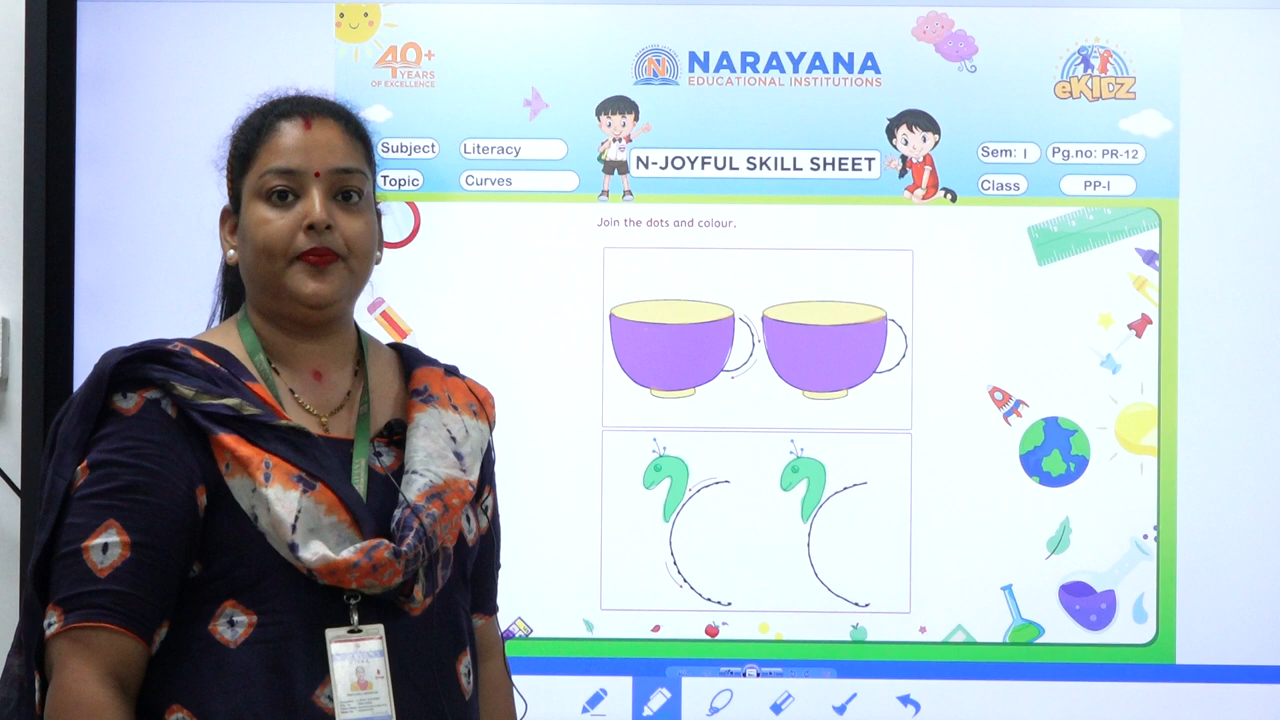 40+
YEARS
OF EXCELLENCE
NARAYANA
EDUCATIONAL INSTITUTIONS
N
eKIDZ
Subject
Literacy
Topic
Curves
N-JOYFUL SKILL SHEET
Sem: I
Pg.no: PR-12
Class
PP-I
Join the dots and colour.
NARAYANA